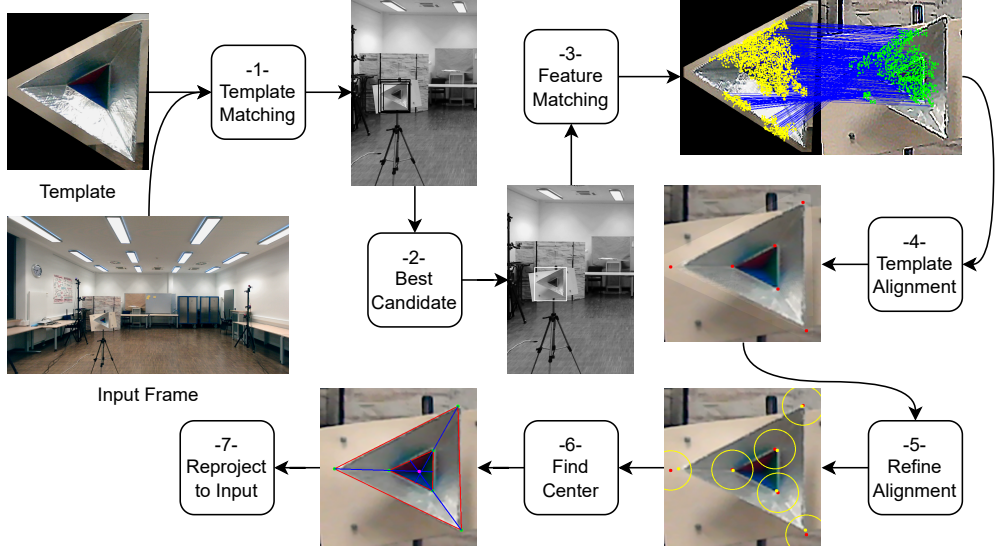 -1-
Template
Matching
-3-
Feature
Matching
Template
-2-
Best
Candidate
-4-
Template
Alignment
Input Frame
-7-
Reproject
to Input
-6-
Find
Center
-5-
Refine
Alignment